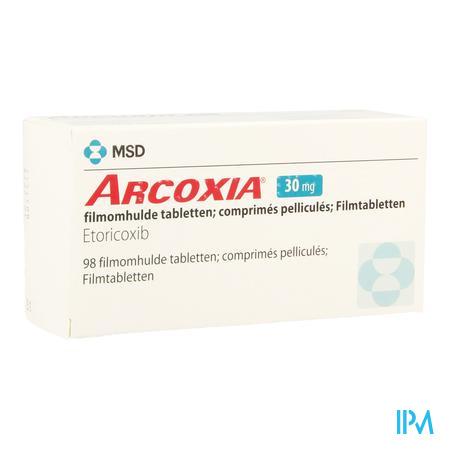 MSD
ARCOXIA® 30 mg
filmomhulde tabletten; comprimés pelliculés; Filmtabletten
Etoricoxib
98 filmomhulde tabletten; comprimés pelliculés;
Filmtabletten
IPM